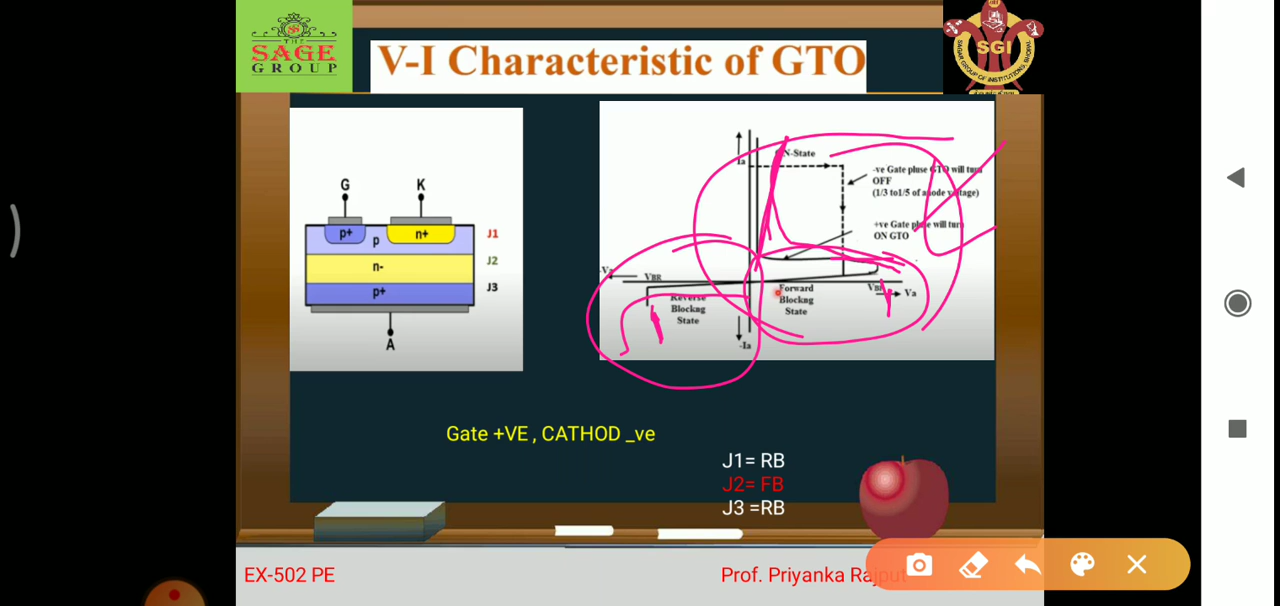 THE
SAGE
GROUP
V-I Characteristic of GTO
SGI
G
K
p+
p
n+
J1
n-
J2
p+
J3
A
Ia
ON-State
-ve Gate pluse GTO will turn
OFF
(1/3 to1/5 of anode voltage)
+ve Gate pluse will turn
ON GTO
-Va
VBR
Reverse
Blockng
State
Forward
Blockng
State
Va
-Ia
Gate +VE , CATHOD _ve
J1= RB
J2= FB
J3 =RB
EX-502 PE
Prof. Priyanka Rajput